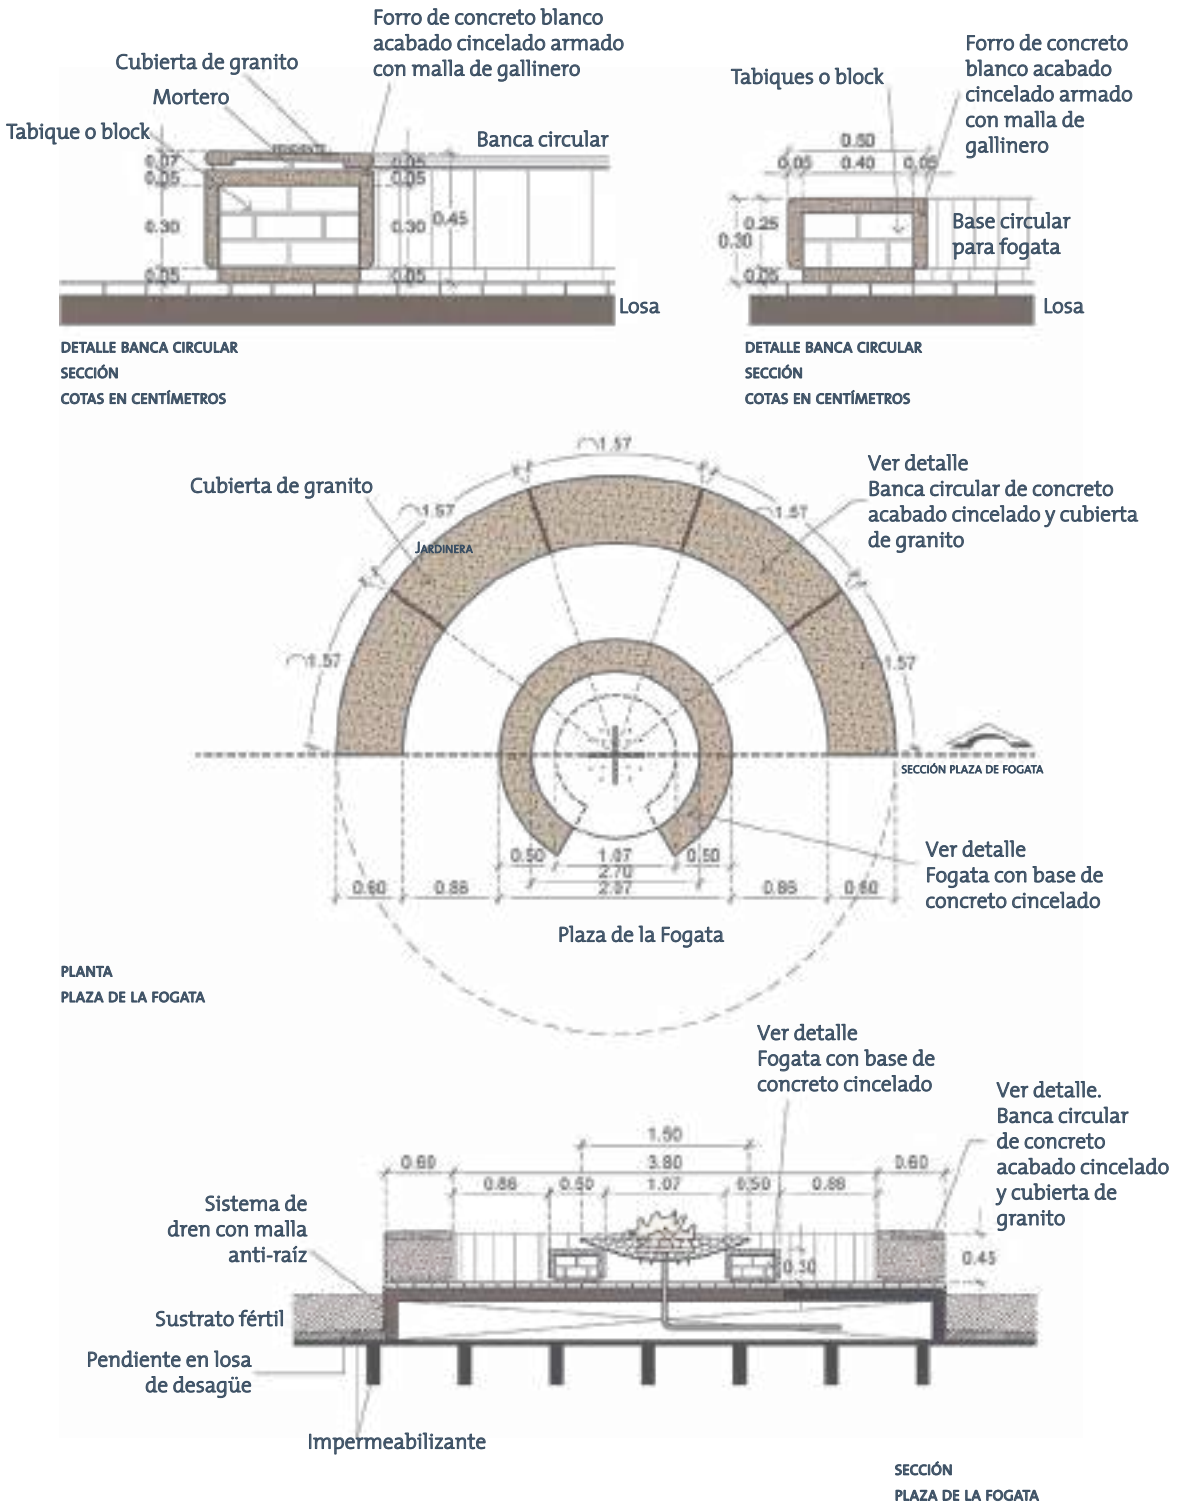 Forro de concreto blanco
acabado cincelado armado
con malla de gallinero
Cubierta de granito
Mortero
Tabique o block
Banca circular
0.07
0.05
0.30
0.05
0.05
0.05
0.30
0.05
0.45
Losa
DETALLE BANCA CIRCULAR
SECCIÓN
COTAS EN CENTÍMETROS
Forro de concreto
blanco acabado
cincelado armado
con malla de
gallinero
Tabiques o block
0.50
0.05 0.40 0.05
0.25
0.30
0.05
Base circular
para fogata
Losa
DETALLE BANCA CIRCULAR
SECCIÓN
COTAS EN CENTÍMETROS
1.57
Cubierta de granito
1.57
JARDINERA
Ver detalle
Banca circular de concreto
acabado cincelado y cubierta
de granito
1.57
1.57
1.57
SECCIÓN PLAZA DE FOGATA
Ver detalle
Fogata con base de
concreto cincelado
0.50 1.07 0.50
2.70
0.60 0.86 0.86 0.60
Plaza de la Fogata
PLANTA
PLAZA DE LA FOGATA
Ver detalle
Fogata con base de
concreto cincelado
Ver detalle.
Banca circular
de concreto
acabado cincelado
y cubierta de
granito
1.50
0.60 3.80 0.60
0.86 0.50 1.07 0.50 0.86
0.30
0.45
Sistema de
dren con malla
anti-raíz
Sustrato fértil
Pendiente en losa
de desagüe
Impermeabilizante
SECCIÓN
PLAZA DE LA FOGATA